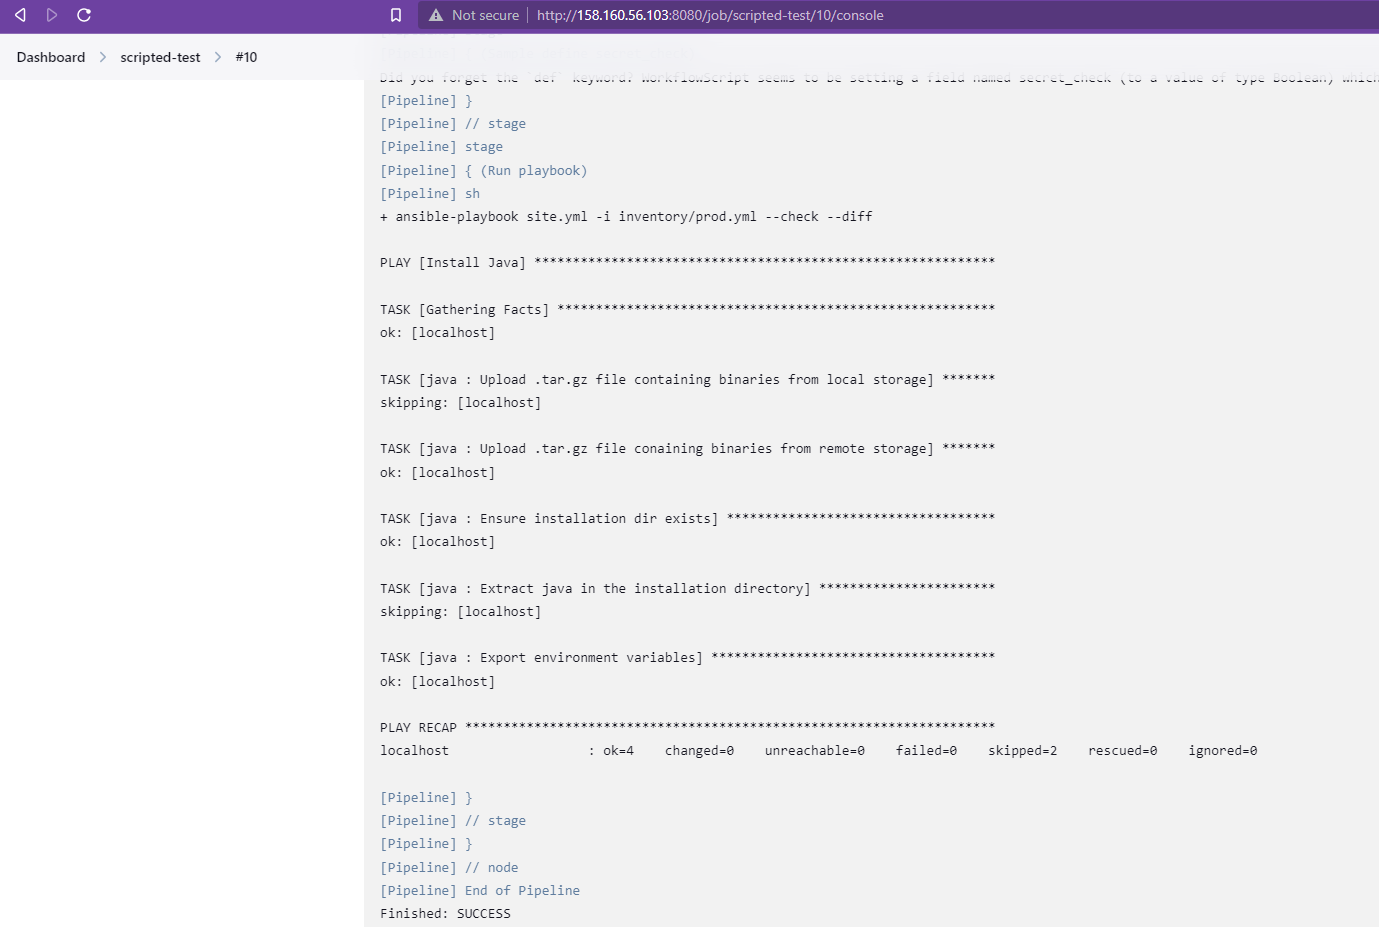 Not secure http://158.160.56.103:8080/job/scripted-test/10/console
Dashboard > scripted-test > #10
Did you forget the `def` keyword? WorkflowScript seems to be setting a field named secret_check (to a value of type Boolean) which
[Pipeline] }
[Pipeline] // stage
[Pipeline] stage
[Pipeline] { (Run playbook)
[Pipeline] sh
+ ansible-playbook site.yml -i inventory/prod.yml --check --diff
PLAY [Install Java] ************************************************************
TASK [Gathering Facts] *********************************************************
ok: [localhost]
TASK [java : Upload .tar.gz file containing binaries from local storage] *******
skipping: [localhost]
TASK [java : Upload .tar.gz file conaining binaries from remote storage] *******
ok: [localhost]
TASK [java : Ensure installation dir exists] ***********************************
ok: [localhost]
TASK [java : Extract java in the installation directory] ***********************
skipping: [localhost]
TASK [java : Export environment variables] *************************************
ok: [localhost]
PLAY RECAP *********************************************************************
localhost : ok=4 changed=0 unreachable=0 failed=0 skipped=2 rescued=0 ignored=0
[Pipeline] }
[Pipeline] // stage
[Pipeline] }
[Pipeline] // node
[Pipeline] End of Pipeline
Finished: SUCCESS